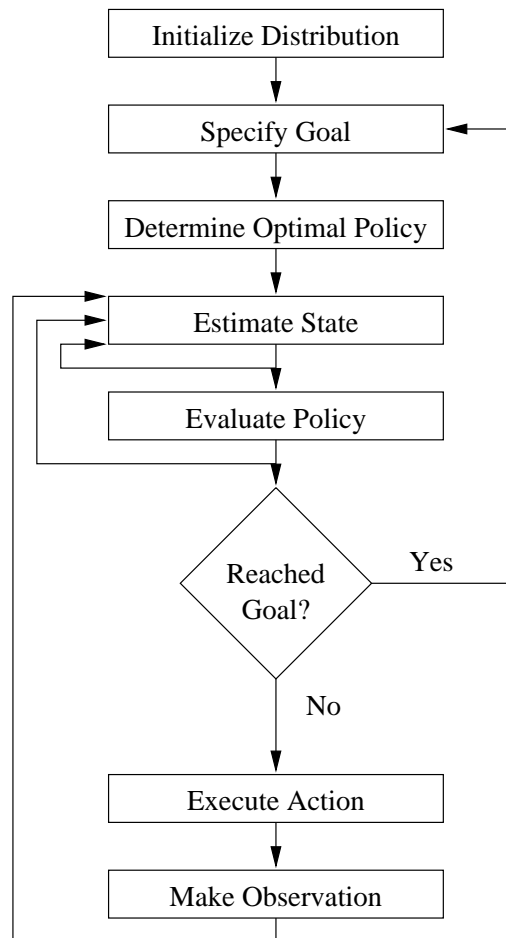 Initialize Distribution
Specify Goal
Determine Optimal Policy
Estimate State
Evaluate Policy
Reached
Goal?
Yes
No
Execute Action
Make Observation